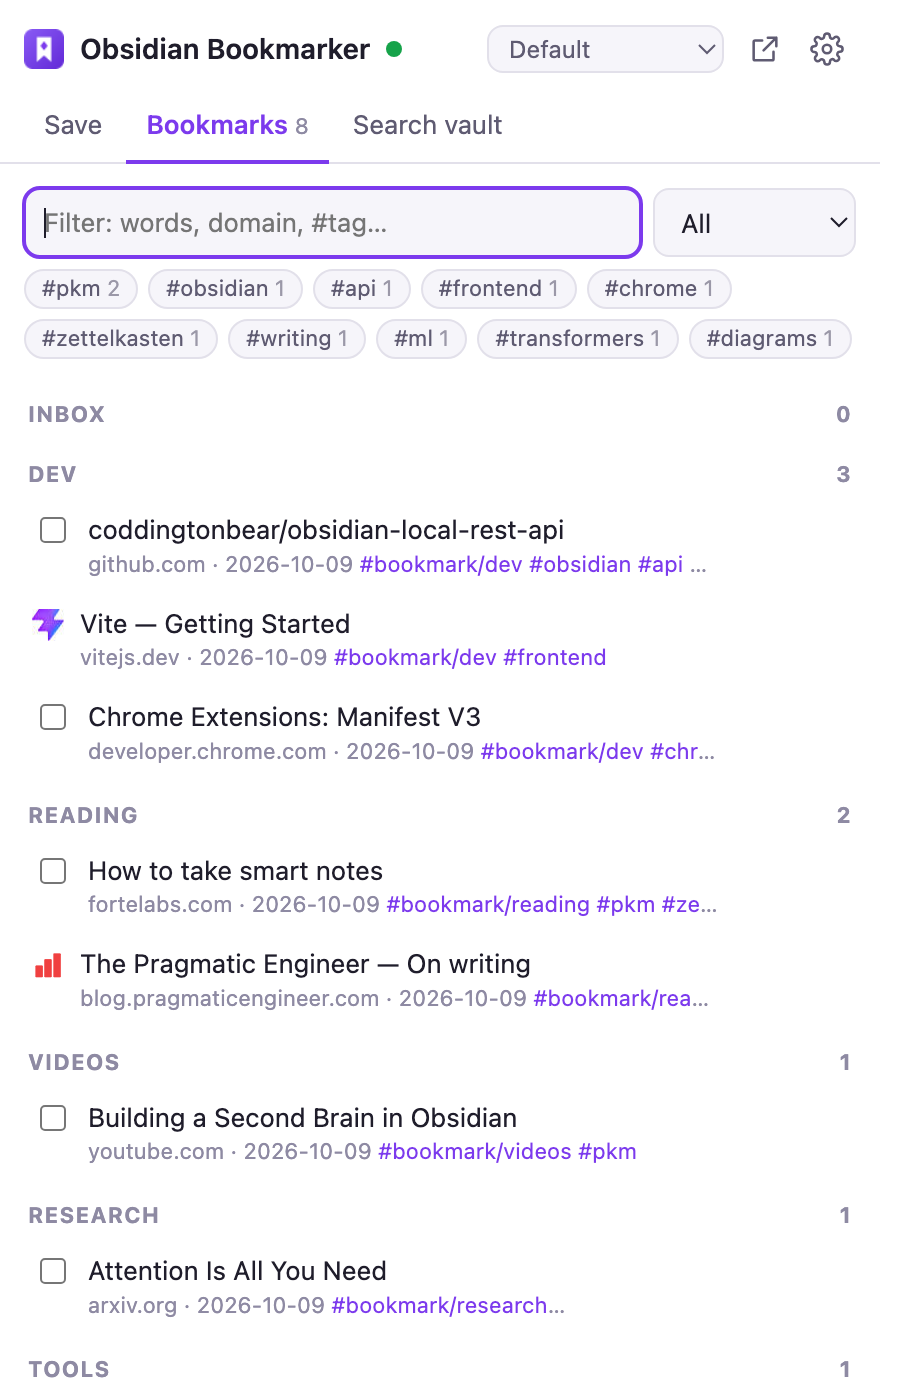 Obsidian Bookmarker
Default
Save
Bookmarks 8
Search vault
Filter: words, domain, #tag...
All
#pkm 2
#obsidian 1
#api 1
#frontend 1
#chrome 1
#zettelkasten 1
#writing 1
#ml 1
#transformers 1
#diagrams 1
INBOX 0
DEV 3
coddingtonbear/obsidian-local-rest-api
github.com · 2026-10-09 #bookmark/dev #obsidian #api ...
Vite — Getting Started
vitejs.dev · 2026-10-09 #bookmark/dev #frontend
Chrome Extensions: Manifest V3
developer.chrome.com · 2026-10-09 #bookmark/dev #chr...
READING 2
How to take smart notes
fortelabs.com · 2026-10-09 #bookmark/reading #pkm #ze...
The Pragmatic Engineer — On writing
blog.pragmaticengineer.com · 2026-10-09 #bookmark/rea...
VIDEOS 1
Building a Second Brain in Obsidian
youtube.com · 2026-10-09 #bookmark/videos #pkm
RESEARCH 1
Attention Is All You Need
arxiv.org · 2026-10-09 #bookmark/research...
TOOLS 1